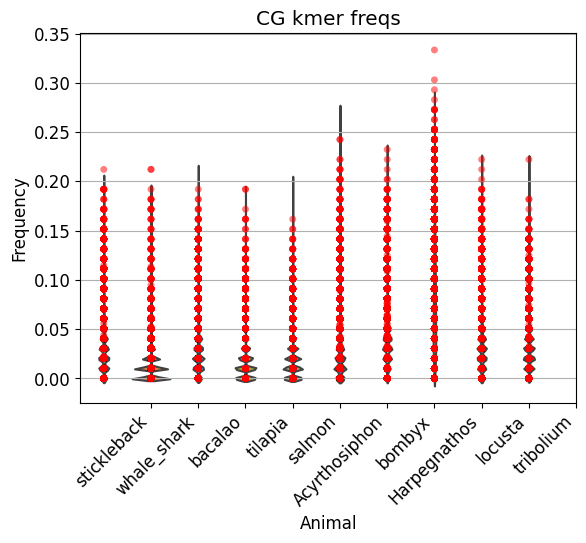 CG kmer freqs
0.35
0.30
0.25
0.20
0.15
0.10
0.05
0.00
Frequency
stickleback
whale_shark
bacalao
tilapia
salmon
Acyrthosiphon
bombyx
Harpegnathos
locusta
tribolium
Animal